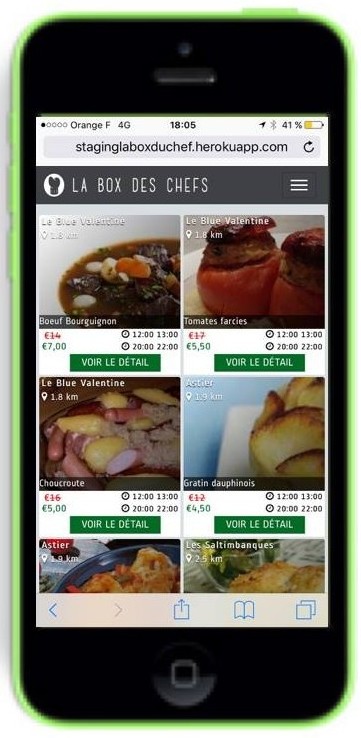 Orange F 4G 18:05 41 %
staginglaboxduchef.herokuapp.com
LA BOX DES CHEFS
Le Blue Valentine
1.8 km
Boeuf Bourguignon
€14 12:00 13:00
€7,00 20:00 22:00
VOIR LE DÉTAIL
Le Blue Valentine
1.8 km
Tomates farcies
€17 12:00 13:00
€5,50 20:00 22:00
VOIR LE DÉTAIL
Le Blue Valentine
1.8 km
Choucroute
€16 12:00 13:00
€5,00 20:00 22:00
VOIR LE DÉTAIL
Astier
1.9 km
Gratin dauphinois
€12 12:00 13:00
€4,50 20:00 22:00
VOIR LE DÉTAIL
Astier
1.9 km
Les Saltimbanques
2.5 km